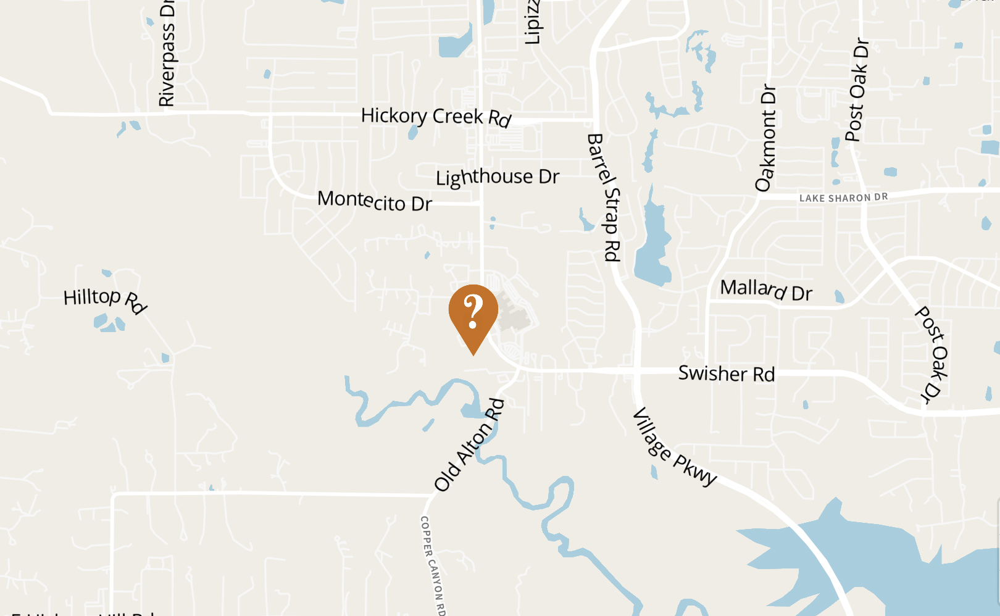 Riverpass Dr
Lipizz
Post Oak Dr
Oakmont Dr
Hickory Creek Rd
Barrel Strap Rd
Lighthouse Dr
Montecito Dr
LAKE SHARON DR
Mallard Dr
Hilltop Rd
?
Post Oak Dr
Swisher Rd
Old Alton Rd
Village Pkwy
COPPER CANYON RD